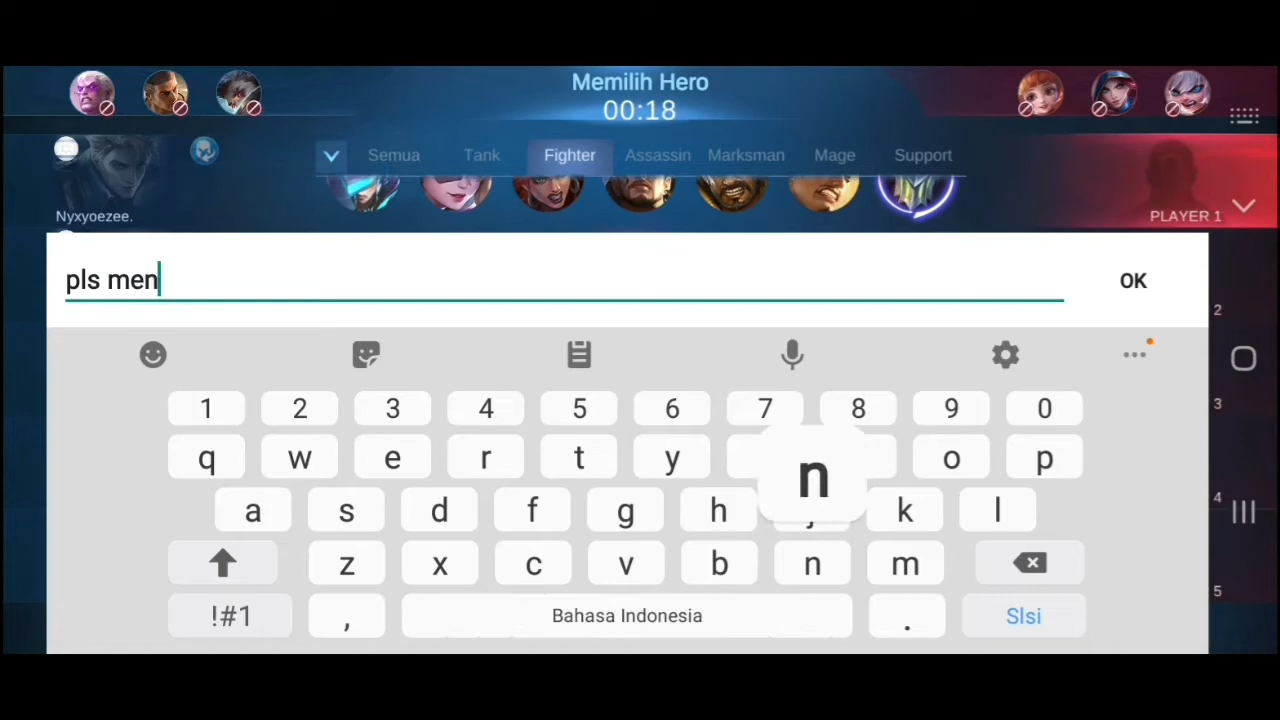 Memilih Hero
00:18
Semua Tank Fighter Assassin Marksman Mage Support
Nyxyoezee.
PLAYER 1
pls men
OK
2
3
4
5
1 2 3 4 5 6 7 8 9 0
q w e r t y o p
n
a s d f g h j k l
z x c v b n m
!#1 , Bahasa Indonesia . Slsi